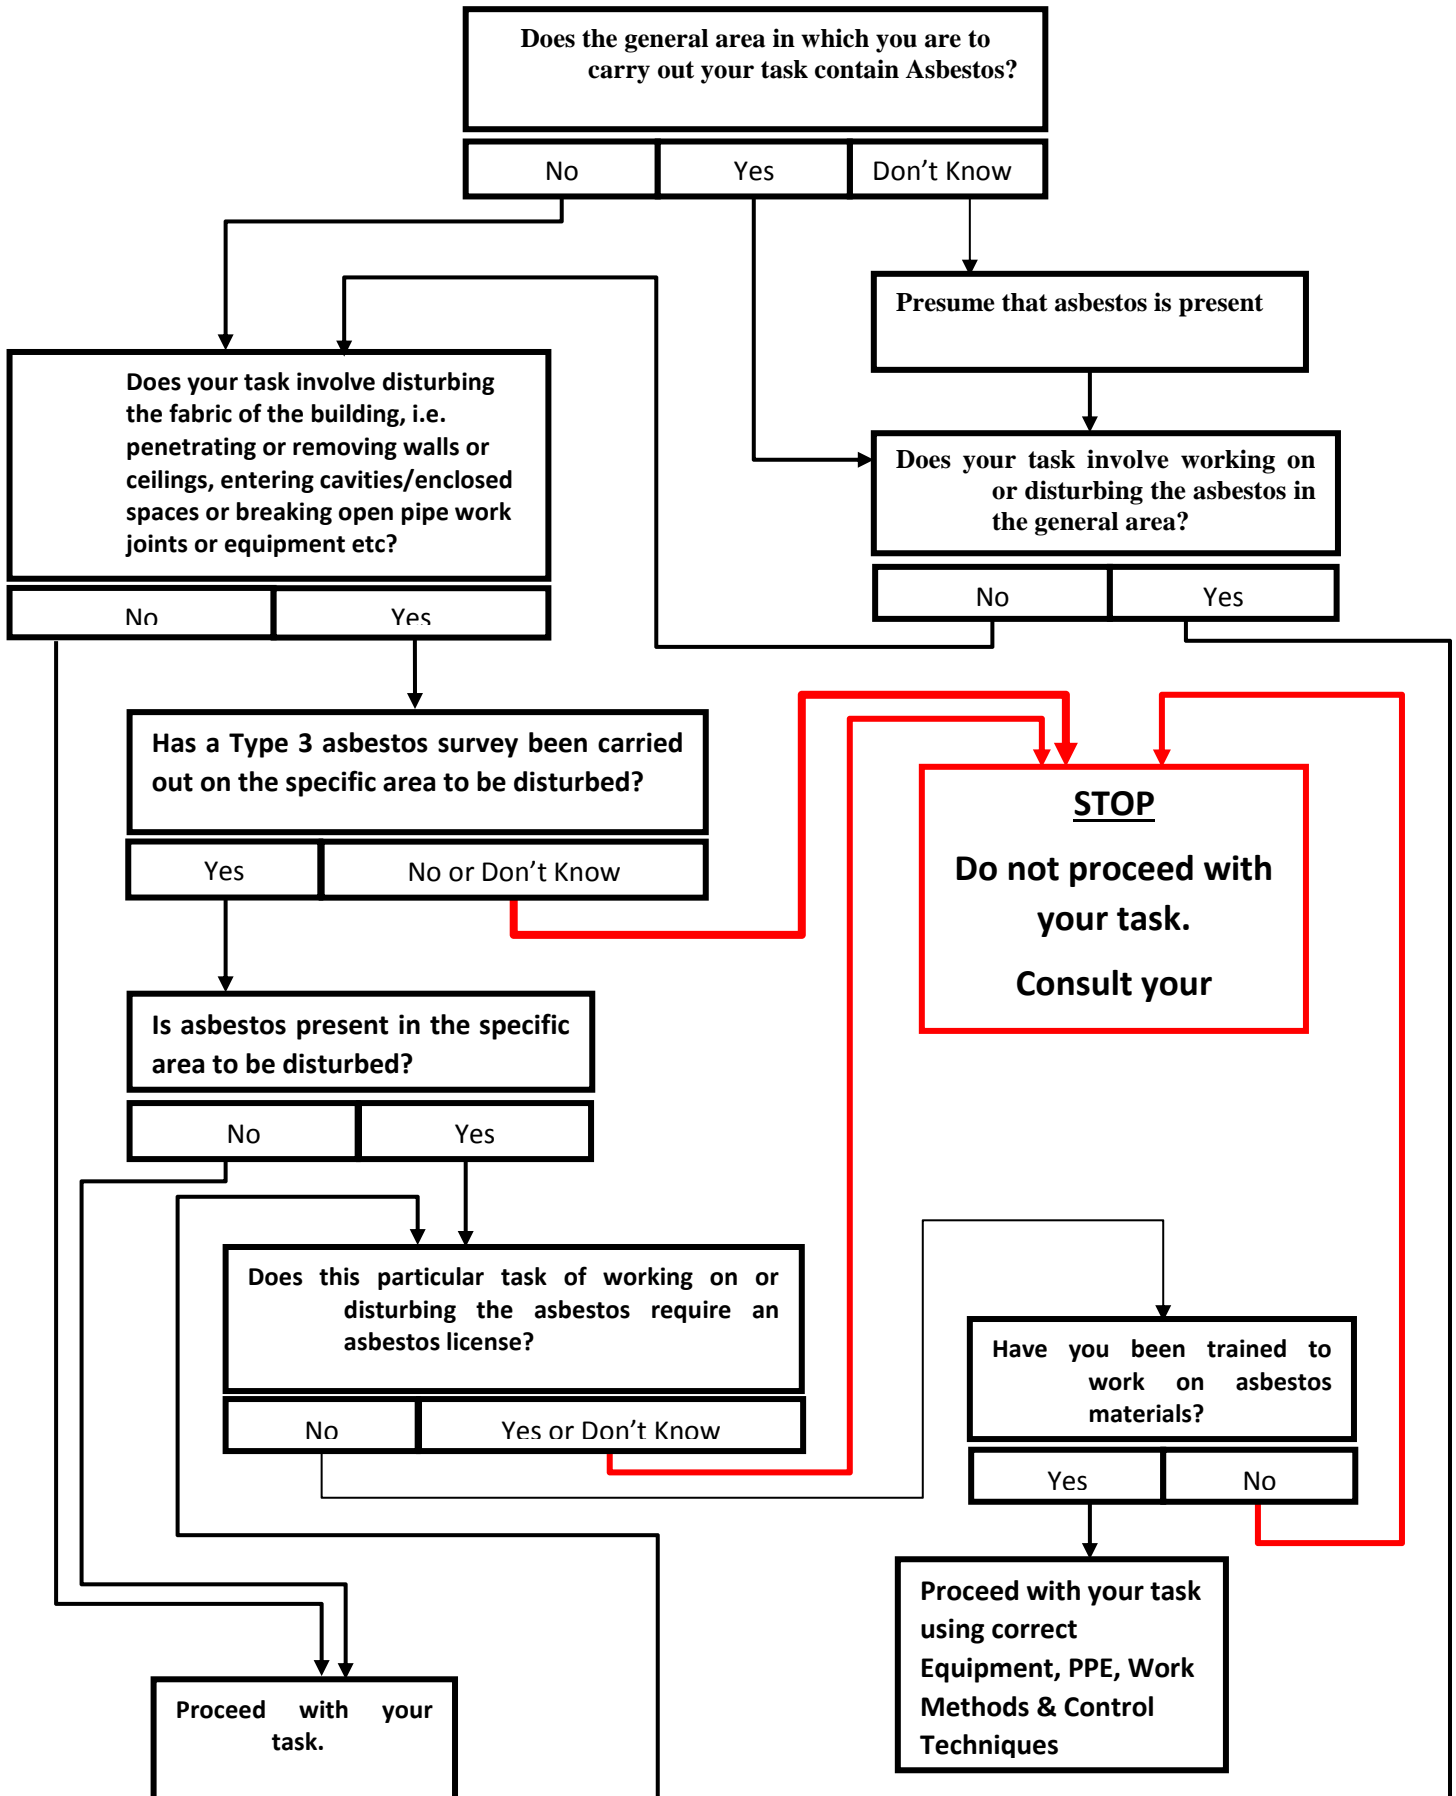 Does the general area in which you are to
carry out your task contain Asbestos?
No
Yes
Don't Know
Presume that asbestos is present
Does your task involve disturbing
the fabric of the building, i.e.
penetrating or removing walls or
ceilings, entering cavities/enclosed
spaces or breaking open pipe work
joints or equipment etc?
No
Yes
Does your task involve working on
or disturbing the asbestos in
the general area?
No
Yes
Has a Type 3 asbestos survey been carried
out on the specific area to be disturbed?
Yes
No or Don't Know
STOP
Do not proceed with
your task.
Consult your
Is asbestos present in the specific
area to be disturbed?
No
Yes
Does this particular task of working on or
disturbing the asbestos require an
asbestos license?
No
Yes or Don't Know
Have you been trained to
work on asbestos
materials?
Yes
No
Proceed with your task
using correct
Equipment, PPE, Work
Methods & Control
Techniques
Proceed with your
task.